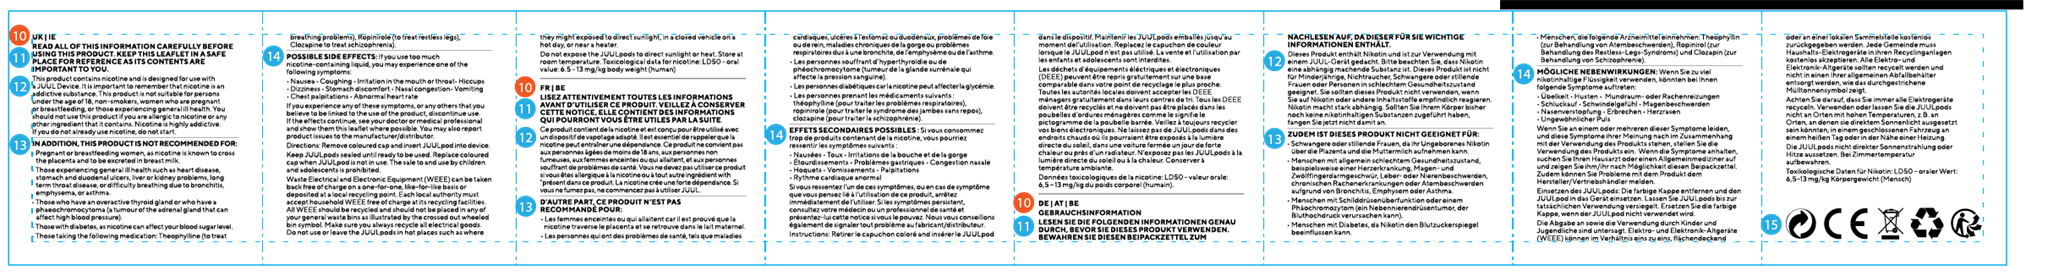 10
UK | IE
READ ALL OF THIS INFORMATION CAREFULLY BEFORE
11
USING THIS PRODUCT. KEEP THIS LEAFLET IN A SAFE
PLACE FOR REFERENCE AS ITS CONTENTS ARE
IMPORTANT TO YOU.
12
This product contains nicotine and is designed for use with
a JUUL Device. It is important to remember that nicotine is an
addictive substance. This product is not suitable for persons
under the age of 18, non-smokers, women who are pregnant
or breastfeeding, or those experiencing general ill health. You
should not use this product if you are allergic to nicotine or any
other ingredient that it contains. Nicotine is highly addictive.
If you do not already use nicotine, do not start.
13
IN ADDITION, THIS PRODUCT IS NOT RECOMMENDED FOR:
- Pregnant or breastfeeding women, as nicotine is known to cross
the placenta and to be excreted in breast milk.
- Those experiencing general ill health such as heart disease,
stomach and duodenal ulcers, liver or kidney problems, long
term throat disease, or difficulty breathing due to bronchitis,
emphysema, or asthma.
- Those who have an overactive thyroid gland or who have a
phaeochromocytoma (a tumour of the adrenal gland that can
affect high blood pressure).
- Those with diabetes, as nicotine can affect your blood sugar level.
- Those taking the following medication: Theophylline (to treat
breathing problems), Ropinirole (to treat restless legs),
Clozapine to treat schizophrenia).
14
POSSIBLE SIDE EFFECTS: If you use too much
nicotine-containing liquid, you may experience one of the
following symptoms:
- Nausea - Coughing - Irritation in the mouth or throat- Hiccups
- Dizziness - Stomach discomfort - Nasal congestion- Vomiting
- Chest palpitations - Abnormal heart rate
If you experience any of these symptoms, or any others that you
believe to be linked to the use of the product, discontinue use.
If the effects continue, see your doctor or medical professional
and show them this leaflet where possible. You may also report
product issues to the manufacturer/distributor.
Directions: Remove coloured cap and insert JUULpod into device.
Keep JUULpods sealed until ready to be used. Replace coloured
cap when JUULpod is not in use. The sale to and use by children
and adolescents is prohibited.
Waste Electrical and Electronic Equipment (WEEE) can be taken
back free of charge on a one-for-one, like-for-like basis or
deposited at a local recycling point. Each local authority must
accept household WEEE free of charge at its recycling facilities.
All WEEE should be recycled and should not be placed in any of
your general waste bins as illustrated by the crossed out wheeled
bin symbol. Make sure you always recycle all electrical goods.
Do not use or leave the JUULpods in hot places such as where
they might exposed to direct sunlight, in a closed vehicle on a
hot day, or near a heater.
Do not expose the JUULpods to direct sunlight or heat. Store at
room temperature. Toxicological data for nicotine: LD50 - oral
value: 6.5 - 13 mg/kg body weight (human)
10
FR | BE
LISEZ ATTENTIVEMENT TOUTES LES INFORMATIONS
11
AVANT D'UTILISER CE PRODUIT. VEILLEZ À CONSERVER
CETTE NOTICE, ELLE CONTIENT DES INFORMATIONS
QUI POURRONT VOUS ÊTRE UTILES PAR LA SUITE.
12
Ce produit contient de la nicotine et est conçu pour être utilisé avec
un dispositif de vapotage adapté. Il est essentiel de rappeler que la
nicotine peut entraîner une dépendance. Ce produit ne convient pas
aux personnes âgées de moins de 18 ans, aux personnes non
fumeuses, aux femmes enceintes ou qui allaitent, et aux personnes
souffrant de problèmes de santé. Vous ne devez pas utiliser ce produit
si vous êtes allergique à la nicotine ou à tout autre ingrédient with
"présent dans ce produit. La nicotine crée une forte dépendance. Si
vous ne fumez pas, ne commencez pas à utiliser JUUL.
13
D'AUTRE PART, CE PRODUIT N'EST PAS
RECOMMANDÉ POUR:
- Les femmes enceintes ou qui allaitent car il est prouvé que la
nicotine traverse le placenta et se retrouve dans le lait maternel.
- Les personnes qui ont des problèmes de santé, tels que maladies
cardiaques, ulcères à l'estomac ou duodénaux, problèmes de foie
ou de rein, maladies chroniques de la gorge ou problèmes
respiratoires dus à une bronchite, de l'emphysème ou de l'asthme.
- Les personnes souffrant d'hyperthyroïdie ou de
phéochromocytome (tumeur de la glande surrénale qui
affecte la pression sanguine).
- Les personnes diabétiques car la nicotine peut affecter la glycémie.
- Les personnes prenant les médicaments suivants :
théophylline (pour traiter les problèmes respiratoires),
ropinirole (pour traiter le syndrome des jambes sans repos),
clozapine (pour traiter la schizophrénie).
14
EFFETS SECONDAIRES POSSIBLES : Si vous consommez
trop de produits contenant de la nicotine, vous pourriez
ressentir les symptômes suivants :
- Nausées - Toux - Irritations de la bouche et de la gorge
- Étourdissements - Problèmes gastriques - Congestion nasale
- Hoquets - Vomissements - Palpitations
- Rythme cardiaque anormal
Si vous ressentez l'un de ces symptômes, ou en cas de symptôme
que vous pensez lié à l'utilisation de ce produit, arrêtez
immédiatement de l'utiliser. Si les symptômes persistent,
consultez votre médecin ou un professionnel de santé et
présentez-lui cette notice si vous le pouvez. Nous vous conseillons
également de signaler tout problème au fabricant/distributeur.
Instructions: Retirer le capuchon coloré and insérer le JUULpod
dans le dispositif. Maintenir les JUULpods emballés jusqu'au
moment de l'utilisation. Replacez le capuchon de couleur
lorsque le JUULpod n'est pas utilisé. La vente et l'utilisation par
les enfants et adolescents sont interdites.
Les déchets d'équipements électriques et électroniques
(DEEE) peuvent être repris gratuitement sur une base
comparable dans votre point de recyclage le plus proche.
Toutes les autorités locales doivent accepter les DEEE
ménagers gratuitement dans leurs centres de tri. Tous les DEEE
doivent être recyclés et ne doivent pas être placés dans les
poubelles d'ordures ménagères comme le signifie le
pictogramme de la poubelle barrée. Veillez à toujours recycler
vos biens électroniques. Ne laissez pas de JUULpods dans des
endroits chauds où ils pourraient être exposés à la lumière
directe du soleil, dans une voiture fermée un jour de forte
chaleur ou près d'un radiateur. N'exposez pas les JUULpods à la
lumière directe du soleil ou à la chaleur. Conserver à
température ambiante.
Données toxicologiques de la nicotine: LD50 - valeur orale:
6,5 - 13 mg/kg du poids corporel (humain).
10
DE | AT | BE
GEBRAUCHSINFORMATION
11
LESEN SIE DIE FOLGENDEN INFORMATIONEN GENAU
DURCH, BEVOR SIE DIESES PRODUKT VERWENDEN.
BEWAHREN SIE DIESEN BEIPACKZETTEL ZUM
NACHLESEN AUF, DA DIESER FÜR SIE WICHTIGE
INFORMATIONEN ENTHÄLT.
12
Dieses Produkt enthält Nikotin und ist zur Verwendung mit
einem JUUL-Gerät gedacht. Bitte beachten Sie, dass Nikotin
eine abhängig machende Substanz ist. Dieses Produkt ist nicht
für Minderjährige, Nichtraucher, Schwangere oder stillende
Frauen oder Personen in schlechtem Gesundheitszustand
geeignet. Sie sollten dieses Produkt nicht verwenden, wenn
Sie auf Nikotin oder andere Inhaltsstoffe empfindlich reagieren.
Nikotin macht stark abhängig. Sollten Sie Ihrem Körper bisher
noch keine nikotinhaltigen Substanzen zugeführt haben,
fangen Sie jetzt nicht damit an.
13
ZUDEM IST DIESES PRODUKT NICHT GEEIGNET FÜR:
- Schwangere oder stillende Frauen, da ihr Ungeborenes Nikotin
über die Plazenta und die Muttermilch aufnehmen kann.
- Menschen mit allgemein schlechtem Gesundheitszustand,
beispielsweise einer Herzerkrankung, Magen- und
Zwölffingerdarmgeschwür, Leber- oder Nierenbeschwerden,
chronischen Rachenerkrankungen oder Atembeschwerden
aufgrund von Bronchitis, Emphysem oder Asthma.
- Menschen mit Schilddrüsenüberfunktion oder einem
Phäochromozytom (ein Nebennierenrindentumor, der
Bluthochdruck verursachen kann).
- Menschen mit Diabetes, da Nikotin den Blutzuckerspiegel
beeinflussen kann.
- Menschen, die folgende Arzneimittel einnehmen: Theophyllin
(zur Behandlung von Atembeschwerden), Ropinirol (zur
Behandlung des Restless-Legs-Syndroms) und Clozapin (zur
Behandlung von Schizophrenie).
14
MÖGLICHE NEBENWIRKUNGEN: Wenn Sie zu viel
nikotinhaltige Flüssigkeit verwenden, könnten bei Ihnen
folgende Symptome auftreten:
- Übelkeit - Husten - Mundraum- oder Rachenreizungen
- Schluckauf - Schwindelgefühl - Magenbeschwerden
- Nasenverstopfung - Erbrechen - Herzrasen
- Ungewöhnlicher Puls
Wenn Sie an einem oder mehreren dieser Symptome leiden,
und diese Symptome Ihrer Meinung nach im Zusammenhang
mit der Verwendung des Produkts stehen, stellen Sie die
Verwendung des Produkts ein. Wenn die Symptome anhalten,
suchen Sie Ihren Hausarzt oder einen Allgemeinmediziner auf
und zeigen Sie ihm/ihr nach Möglichkeit diesen Beipackzettel.
Zudem können Sie Probleme mit dem Produkt dem
Hersteller/Vertriebshändler melden.
Einsetzen des JUULpods: Die farbige Kappe entfernen und den
JUULpod in das Gerät einsetzen. Lassen Sie JUULpods bis zur
tatsächlichen Verwendung versiegelt. Ersetzen Sie die farbige
Kappe, wenn der JUULpod nicht verwendet wird.
Die Abgabe an sowie die Verwendung durch Kinder und
Jugendliche sind untersagt. Elektro- und Elektronik-Altgeräte
(WEEE) können im Verhältnis eins zu eins, flächendeckend
oder an einer lokalen Sammelstelle kostenlos
zurückgegeben werden. Jede Gemeinde muss
Haushalts-Elektrogeräte in ihren Recyclinganlagen
kostenlos akzeptieren. Alle Elektro- und
Elektronik-Altgeräte sollten recycelt werden und
nicht in einen Ihrer allgemeinen Abfallbehälter
entsorgt werden, wie das durchgestrichene
Mülltonnensymbol zeigt.
Achten Sie darauf, dass Sie immer alle Elektrogeräte
recyceln. Verwenden oder lassen Sie die JUULpods
nicht an Orten mit hohen Temperaturen, z.B. an
Orten, an denen sie direktem Sonnenlicht ausgesetzt
sein könnten, in einem geschlossenen Fahrzeug an
einem heißen Tag oder in der Nähe einer Heizung.
Die JUULpods nicht direkter Sonnenstrahlung oder
Hitze aussetzen. Bei Zimmertemperatur
aufbewahren.
Toxikologische Daten für Nikotin: LD50 - oraler Wert:
6,5-13 mg/kg Körpergewicht (Mensch)
15
CE